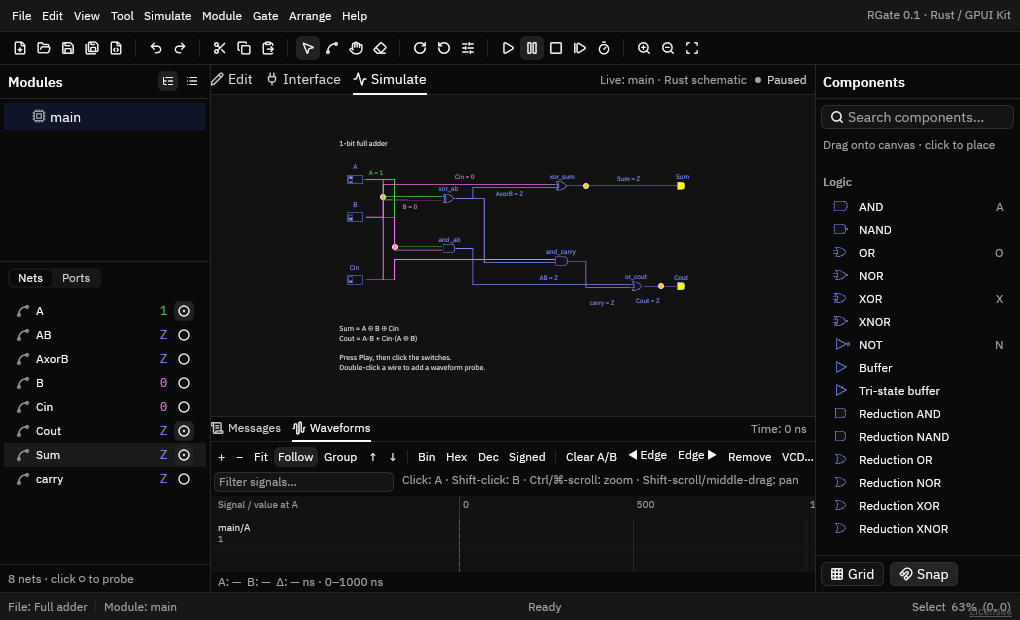 File Edit View Tool Simulate Module Gate Arrange Help
RGate 0.1 · Rust / GPUI Kit
Modules
main
Nets Ports
A 1
AB Z
AxorB Z
B 0
Cin 0
Cout Z
Sum Z
carry Z
8 nets · click to probe
Edit Interface Simulate
Live: main · Rust schematic
Paused
1-bit full adder
A
A = 1
B
B = 0
Cin
Cin = 0
xor_ab
AxorB = Z
xor_sum
Sum = Z
Sum
and_ab
AB = Z
and_carry
carry = Z
or_cout
Cout = Z
Cout
Sum = A ⊕ B ⊕ Cin
Cout = A·B + Cin·(A ⊕ B)
Press Play, then click the switches.
Double-click a wire to add a waveform probe.
Messages Waveforms
Time: 0 ns
+ − Fit Follow Group ↑ ↓ Bin Hex Dec Signed Clear A/B ◀ Edge Edge ▶ Remove VCD...
Filter signals...
Click: A · Shift-click: B · Ctrl/⌘-scroll: zoom · Shift-scroll/middle-drag: pan
Signal / value at A
0 500 1
main/A
1
A: — B: — Δ: — ns · 0–1000 ns
Components
Search components...
Drag onto canvas · click to place
Logic
AND A
NAND
OR O
NOR
XOR X
XNOR
NOT N
Buffer
Tri-state buffer
Reduction AND
Reduction NAND
Reduction OR
Reduction NOR
Reduction XOR
Reduction XNOR
Grid Snap
File: Full adder Module: main
Ready
Select 63% (0, 0)
Licenses